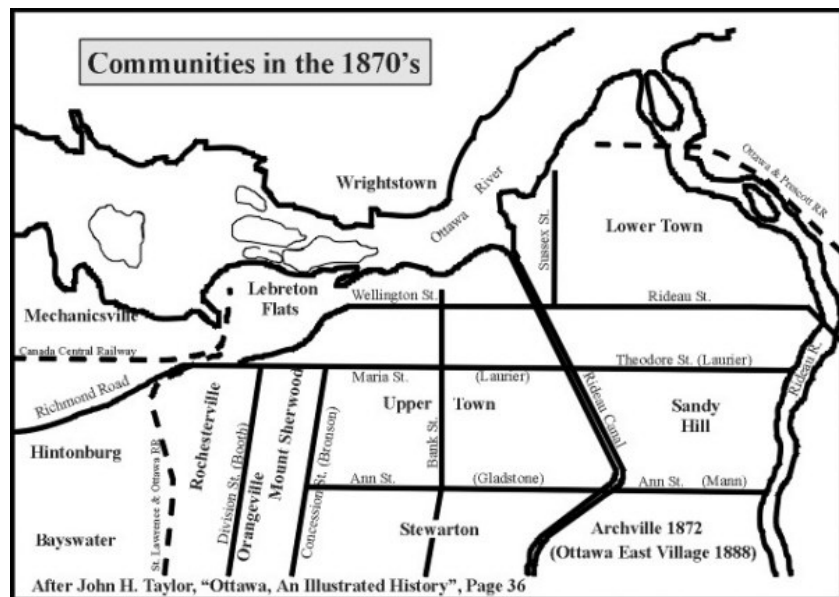 Communities in the 1870's
Wrightstown
Ottawa River
Ottawa & Prescott RR
Sussex St.
Lower Town
Lebreton
Flats
Wellington St.
Rideau St.
Mechanicsville
Canada Central Railway
Theodore St. (Laurier)
Rideau R.
Richmond Road
Maria St.
(Laurier)
Rideau Canal
Rochesterville
Division St. (Booth)
Orangeville
Mount Sherwood
Concession St. (Bronson)
Upper Town
Bank St.
Sandy
Hill
Hintonburg
St. Lawrence & Ottawa RR
Ann St.
(Gladstone)
Ann St. (Mann)
Bayswater
Stewarton
Archville 1872
(Ottawa East Village 1888)
After John H. Taylor, "Ottawa, An Illustrated History", Page 36